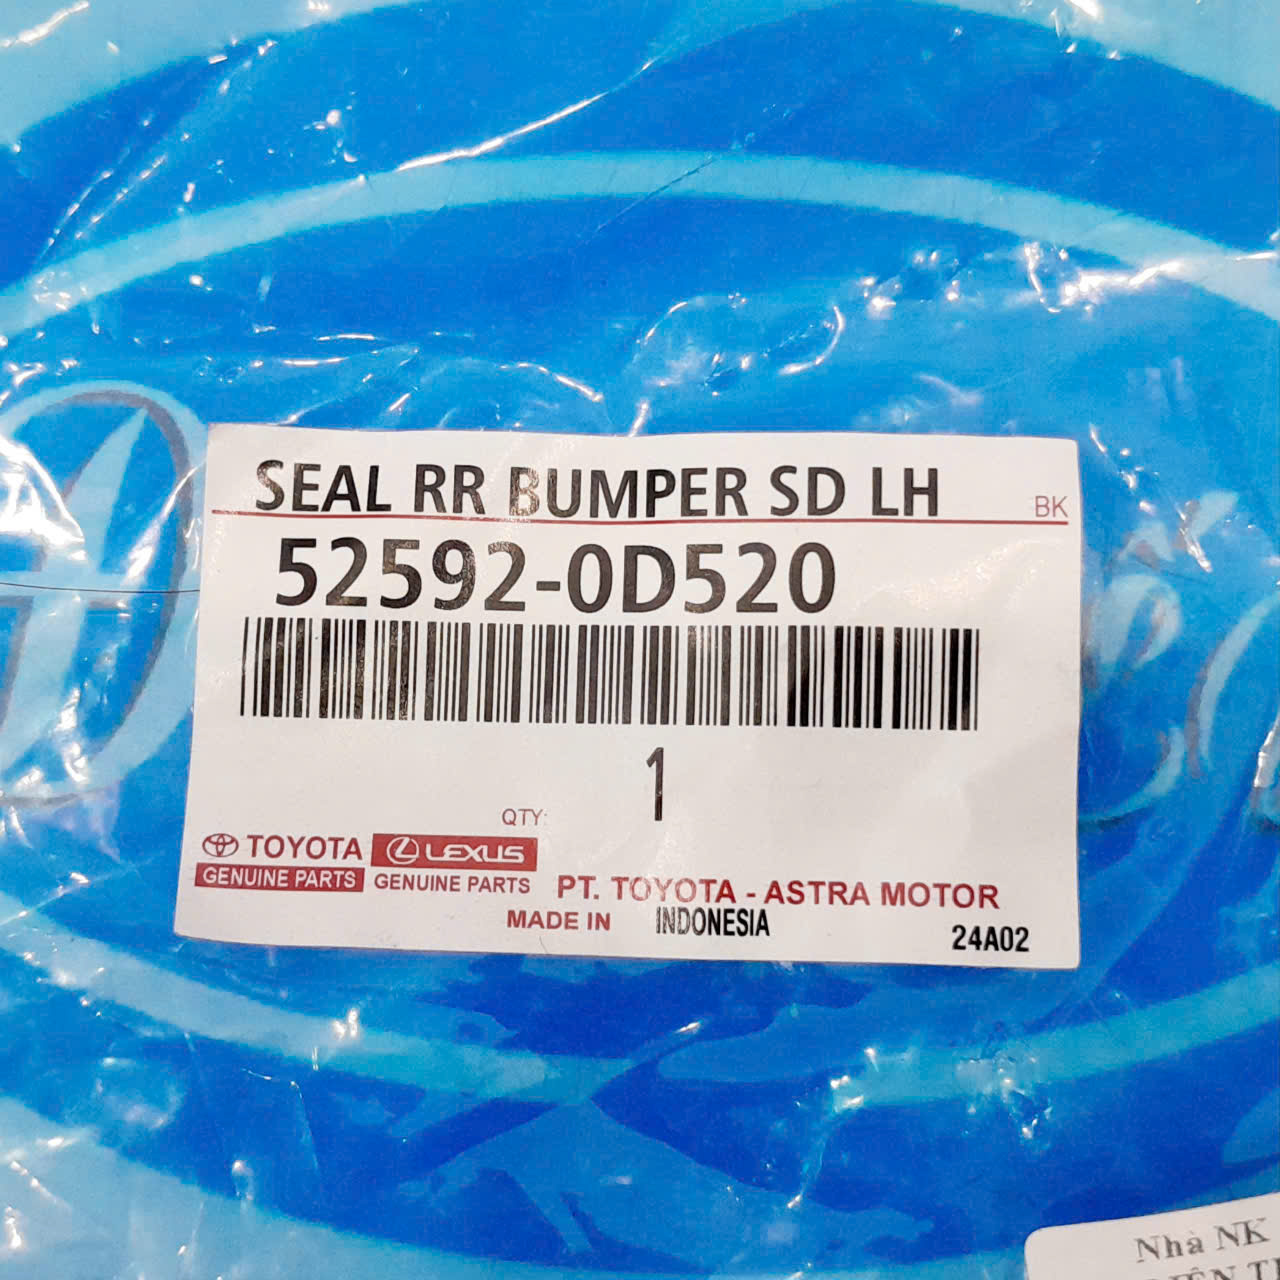 SEAL RR BUMPER SD LH
BK
52592-0D520
1
QTY:
TOYOTA LEXUS
GENUINE PARTS GENUINE PARTS
PT. TOYOTA - ASTRA MOTOR
MADE IN INDONESIA
24A02
Nhà NK